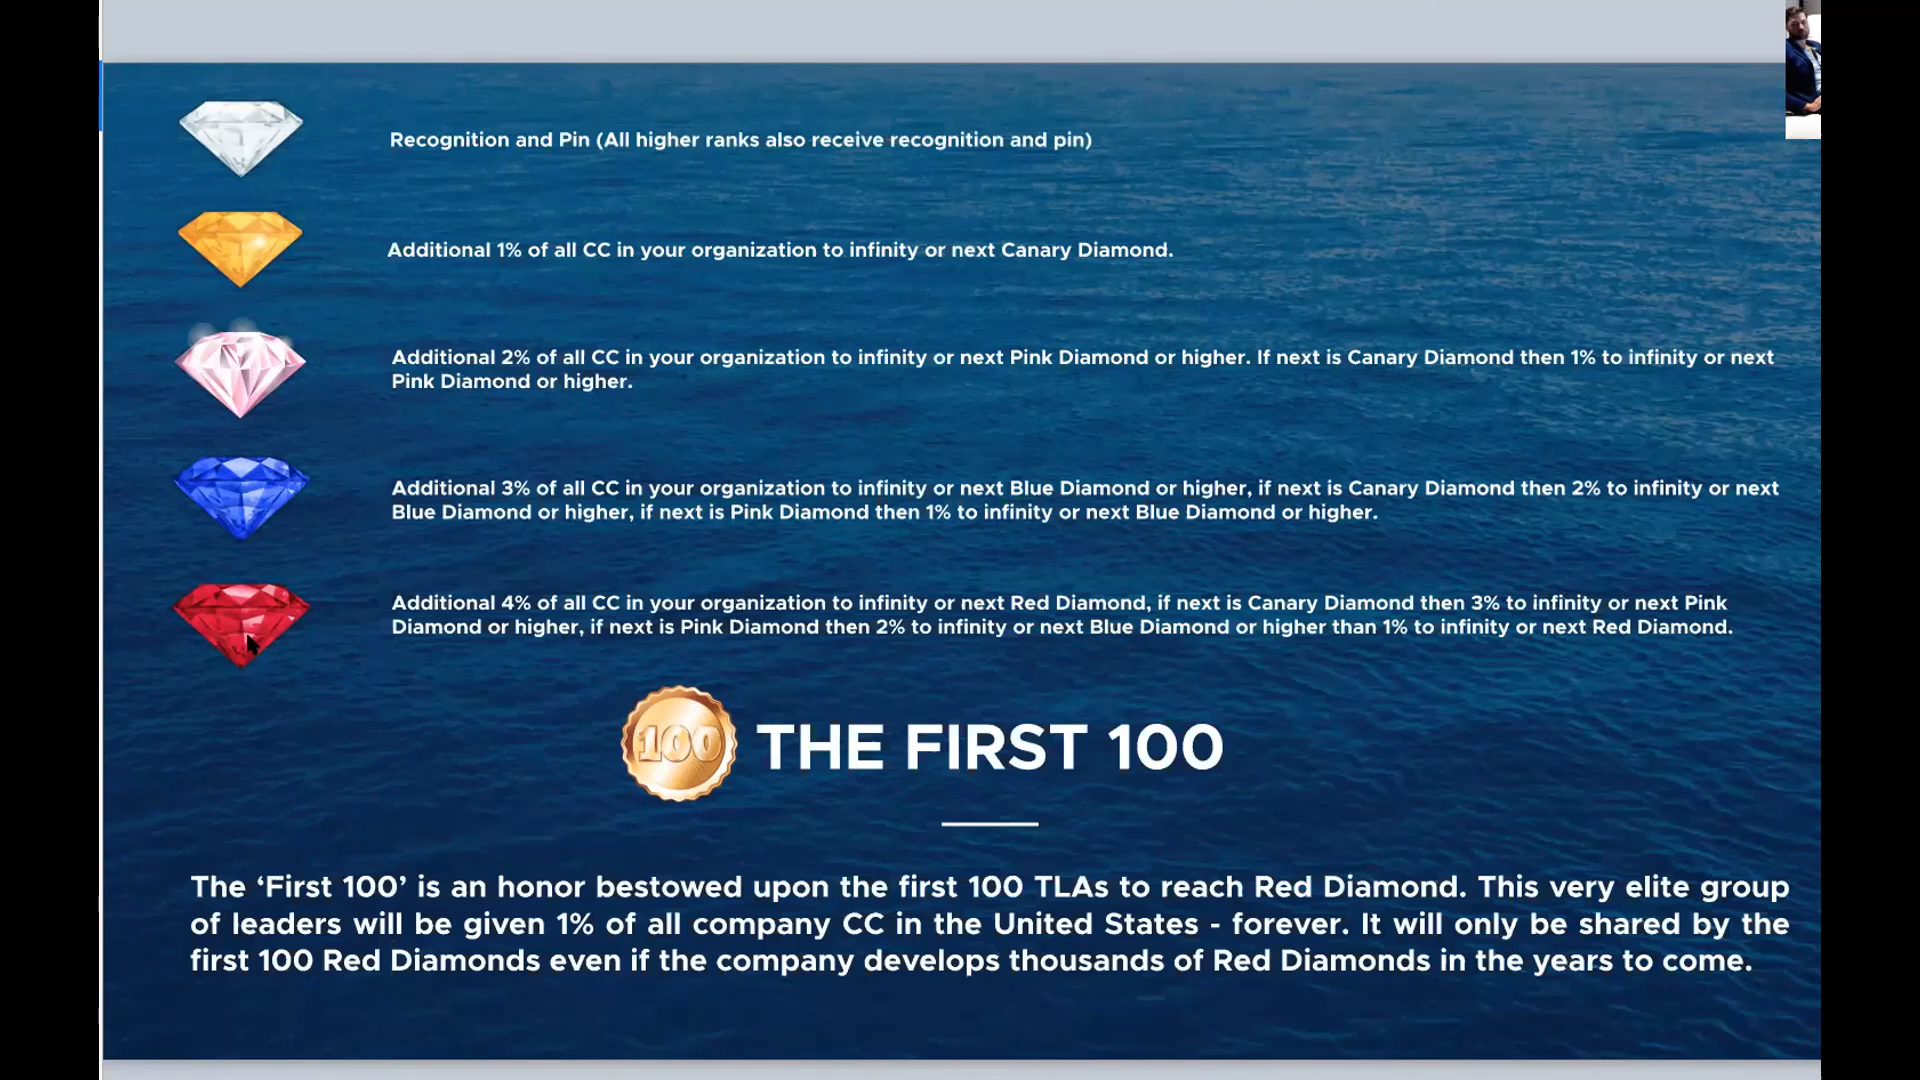 Recognition and Pin (All higher ranks also receive recognition and pin)
Additional 1% of all CC in your organization to infinity or next Canary Diamond.
Additional 2% of all CC in your organization to infinity or next Pink Diamond or higher. If next is Canary Diamond then 1% to infinity or next
Pink Diamond or higher.
Additional 3% of all CC in your organization to infinity or next Blue Diamond or higher, if next is Canary Diamond then 2% to infinity or next
Blue Diamond or higher, if next is Pink Diamond then 1% to infinity or next Blue Diamond or higher.
Additional 4% of all CC in your organization to infinity or next Red Diamond, if next is Canary Diamond then 3% to infinity or next Pink
Diamond or higher, if next is Pink Diamond then 2% to infinity or next Blue Diamond or higher than 1% to infinity or next Red Diamond.
100 THE FIRST 100
The ‘First 100’ is an honor bestowed upon the first 100 TLAs to reach Red Diamond. This very elite group
of leaders will be given 1% of all company CC in the United States - forever. It will only be shared by the
first 100 Red Diamonds even if the company develops thousands of Red Diamonds in the years to come.